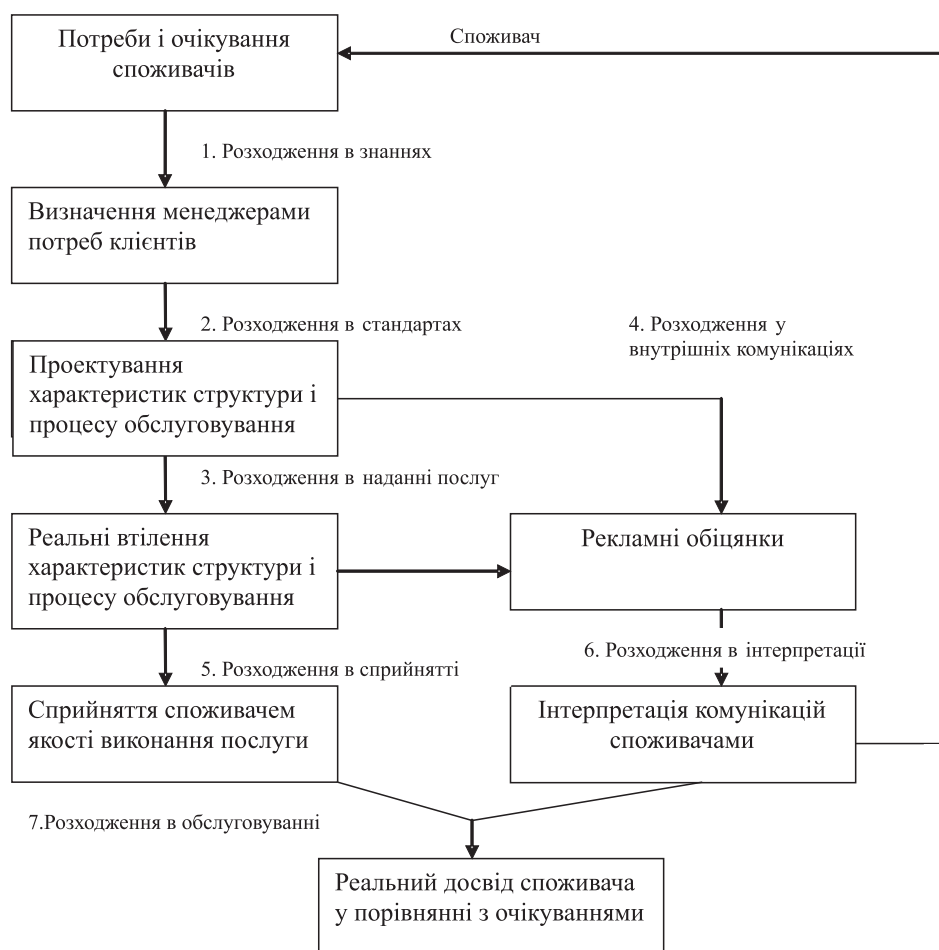 Потреби і очікування
споживачів
Споживач
1. Розходження в знаннях
Визначення менеджерами
потреб клієнтів
2. Розходження в стандартах
4. Розходження у
внутрішніх комунікаціях
Проектування
характеристик структури і
процесу обслуговування
3. Розходження в наданні послуг
Реальні втілення
характеристик структури і
процесу обслуговування
Рекламні обіцянки
5. Розходження в сприйнятті
6. Розходження в інтерпретації
Сприйняття споживачем
якості виконання послуги
Інтерпретація комунікацій
споживачами
7.Розходження в обслуговуванні
Реальний досвід споживача
у порівнянні з очікуваннями